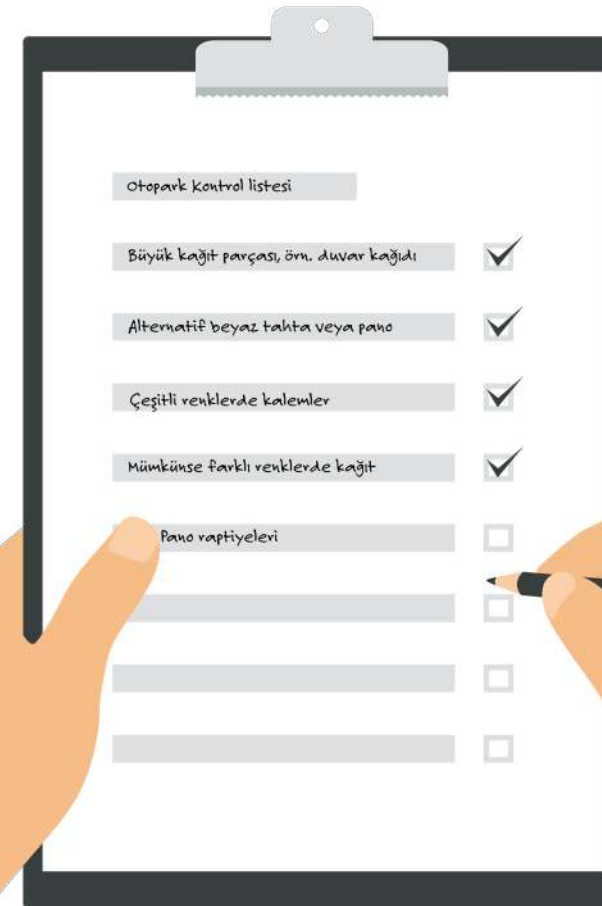 Otopark Kontrol listesi
Büyük kağıt parçası, örn. duvar kağıdı
Alternatif beyaz tahta veya pano
Çeşitli renklerde kalemler
Mümkünse farklı renklerde kağıt
Pano raptiyeleri